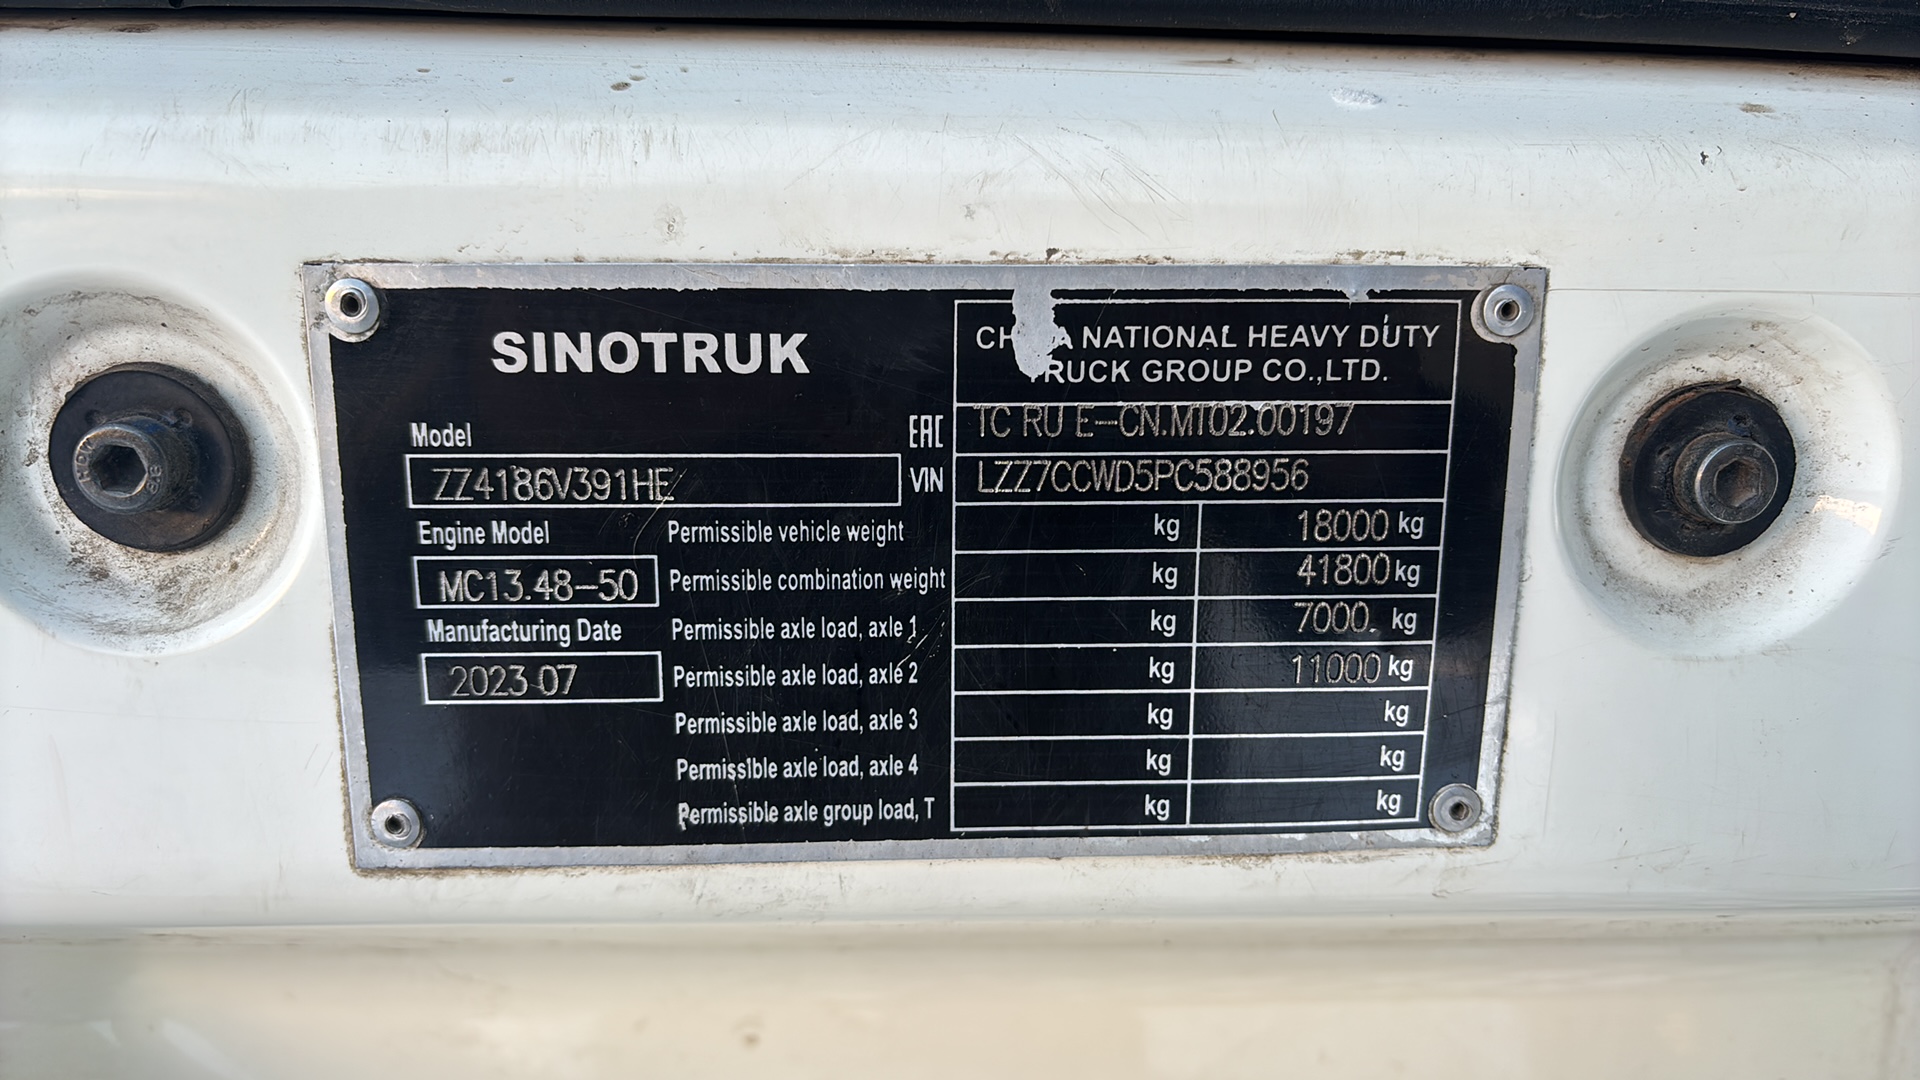 SINOTRUK
CHINA NATIONAL HEAVY DUTY
TRUCK GROUP CO.,LTD.
EAC TC RU E-CN.MT02.00197
Model
ZZ4186V391HE
VIN LZZ7CCWD5PC588956
Engine Model
MC13.48-50
Manufacturing Date
2023.07
Permissible vehicle weight kg 18000 kg
Permissible combination weight kg 41800 kg
Permissible axle load, axle 1 kg 7000. kg
Permissible axle load, axle 2 kg 11000 kg
Permissible axle load, axle 3 kg kg
Permissible axle load, axle 4 kg kg
Permissible axle group load, T kg kg